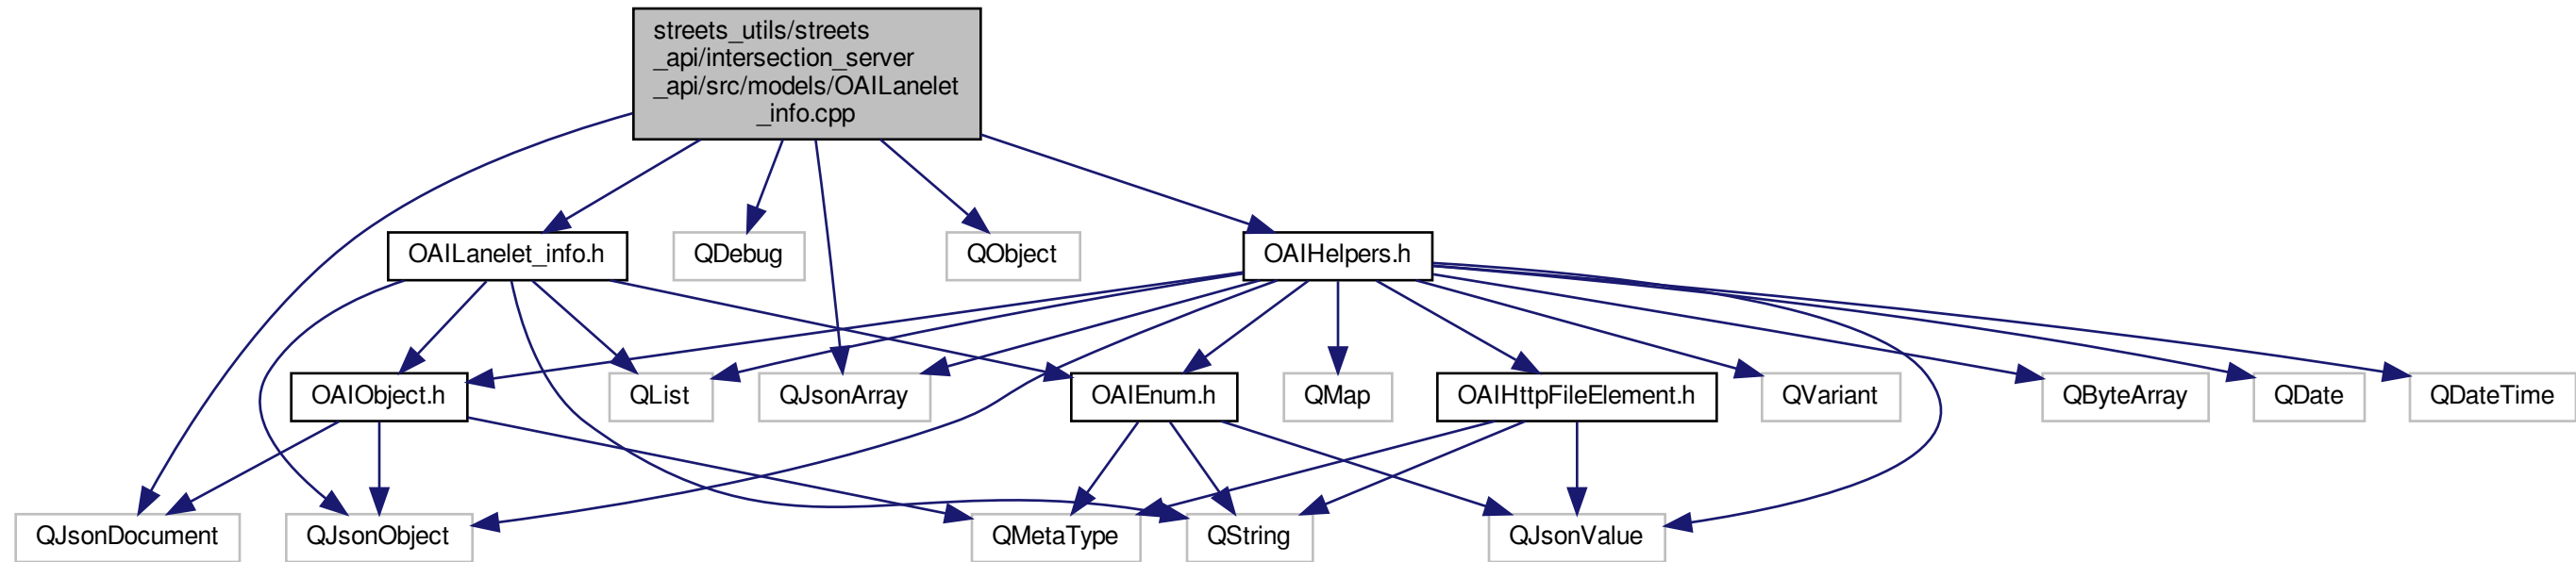 streets_utils/streets
_api/intersection_server
_api/src/models/OAILanelet
_info.cpp
OAILanelet_info.h
QDebug
QObject
OAIHelpers.h
OAIObject.h
QList
QJsonArray
OAIEnum.h
QMap
OAIHttpFileElement.h
QVariant
QByteArray
QDate
QDateTime
QJsonDocument
QJsonObject
QMetaType
QString
QJsonValue